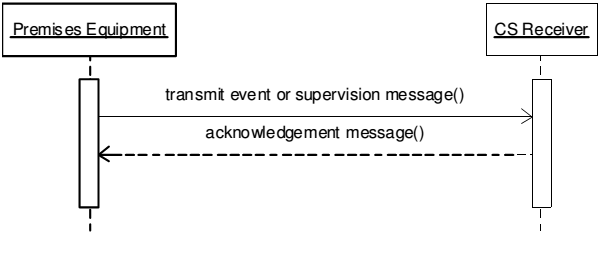 Premises Equipment
CS Receiver
transmit event or supervision message()
acknowledgement message()